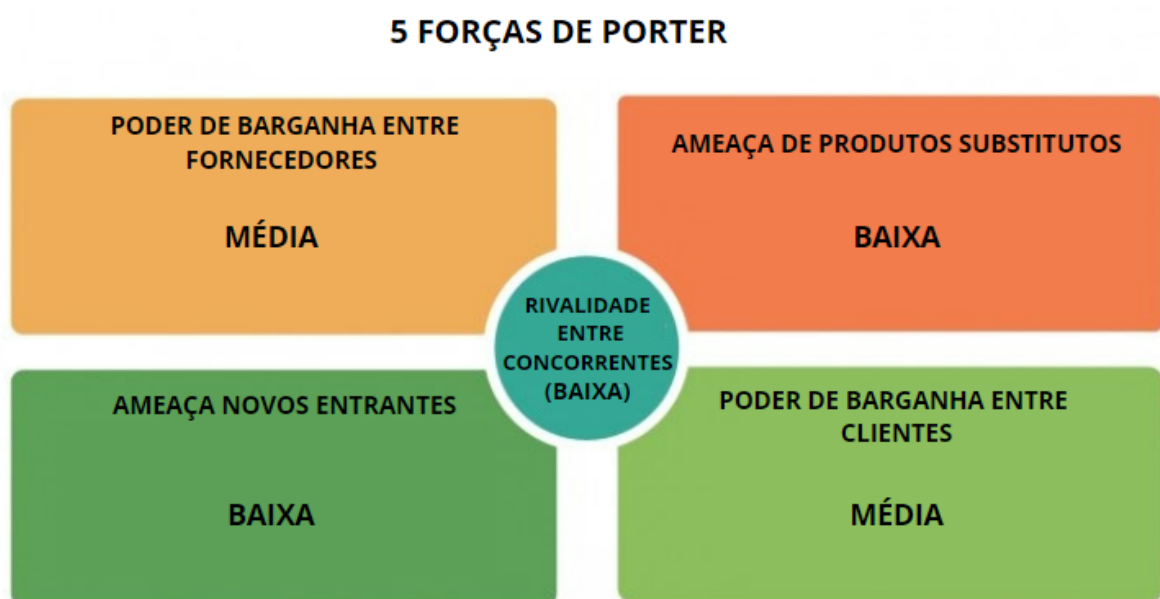 5 FORÇAS DE PORTER
PODER DE BARGANHA ENTRE
FORNECEDORES
MÉDIA
AMEAÇA DE PRODUTOS SUBSTITUTOS
BAIXA
RIVALIDADE
ENTRE
CONCORRENTES
(BAIXA)
AMEAÇA NOVOS ENTRANTES
BAIXA
PODER DE BARGANHA ENTRE
CLIENTES
MÉDIA